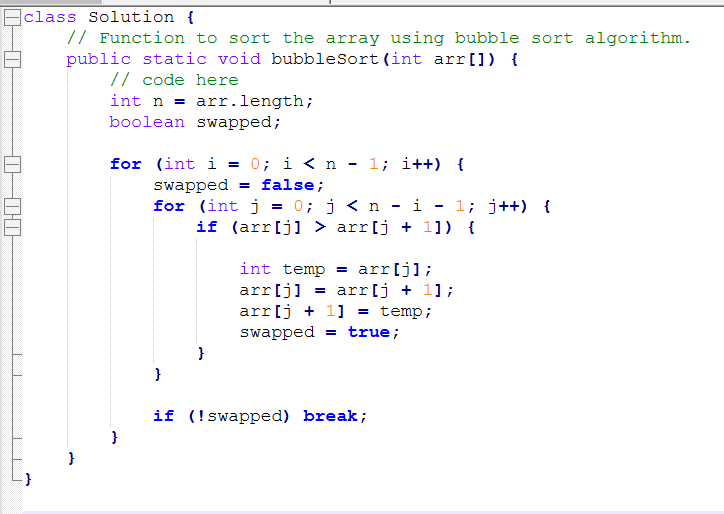 class Solution {
    // Function to sort the array using bubble sort algorithm.
    public static void bubbleSort(int arr[]) {
        // code here
        int n = arr.length;
        boolean swapped;
        for (int i = 0; i < n - 1; i++) {
            swapped = false;
            for (int j = 0; j < n - i - 1; j++) {
                if (arr[j] > arr[j + 1]) {
                    int temp = arr[j];
                    arr[j] = arr[j + 1];
                    arr[j + 1] = temp;
                    swapped = true;
                }
            }
            if (!swapped) break;
        }
    }
}